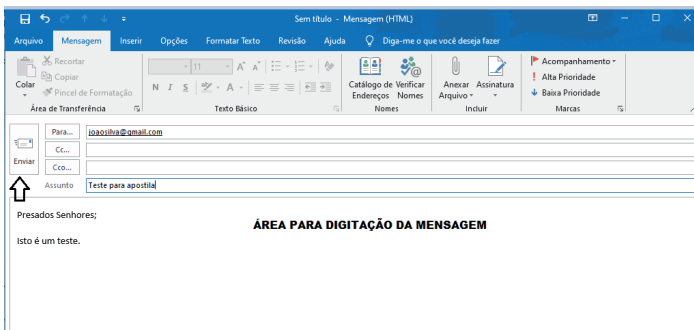 Sem título - Mensagem (HTML)
Arquivo Mensagem Inserir Opções Formatar Texto Revisão Ajuda Diga-me o que você deseja fazer
Colar
Recortar
Copiar
Pincel de Formatação
Área de Transferência
11
N I S
Texto Básico
Catálogo de Endereços
Verificar Nomes
Nomes
Anexar Arquivo
Assinatura
Incluir
Acompanhamento
Alta Prioridade
Baixa Prioridade
Marcas
Enviar
Para... joaosilva@gmail.com
Cc...
Cco...
Assunto Teste para apostila
Presados Senhores;
ÁREA PARA DIGITAÇÃO DA MENSAGEM
Isto é um teste.